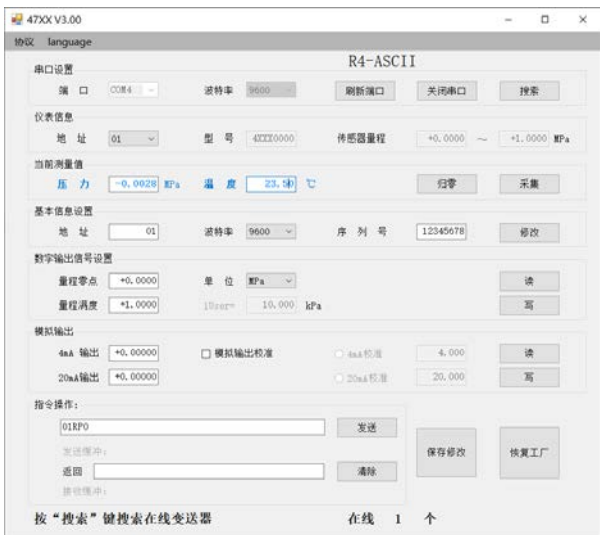 47XX V3.00
协议 language
R4-ASCII
串口设置
端 口 COM4 波特率 9600 刷新端口 关闭串口 搜索
仪表信息
地 址 01 型 号 4XXX0000 传感器量程 +0.0000 ~ +1.0000 MPa
当前测量值
压 力 -0.0028 MPa 温 度 23.50 ℃ 归零 采集
基本信息设置
地 址 01 波特率 9600 序 列 号 12345678 修改
数字输出信号设置
量程零点 +0.0000 单 位 MPa 读
量程满度 +1.0000 1User= 10.000 kPa 写
模拟输出
4mA 输出 +0.00000 模拟输出校准 4mA校准 4.000 读
20mA输出 +0.00000 20mA校准 20.000 写
指令操作:
01RPO 发送
发送缓冲:
保存修改 恢复工厂
返回 清除
接收缓冲:
按“搜索”键搜索在线变送器 在线 1 个